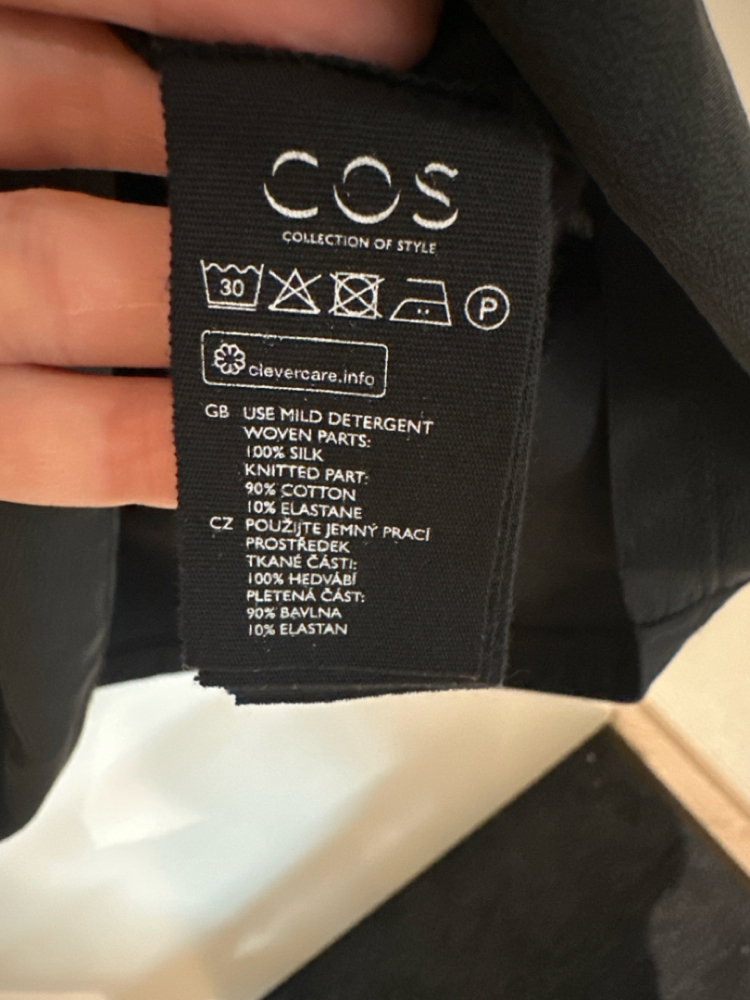 COS
COLLECTION OF STYLE
30 P
clevercare.info
GB USE MILD DETERGENT
WOVEN PARTS:
100% SILK
KNITTED PART:
90% COTTON
10% ELASTANE
CZ POUŽIJTE JEMNÝ PRACÍ
PROSTŘEDEK
TKANÉ ČÁSTI:
100% HEDVÁBÍ
PLETENÁ ČÁST:
90% BAVLNA
10% ELASTAN